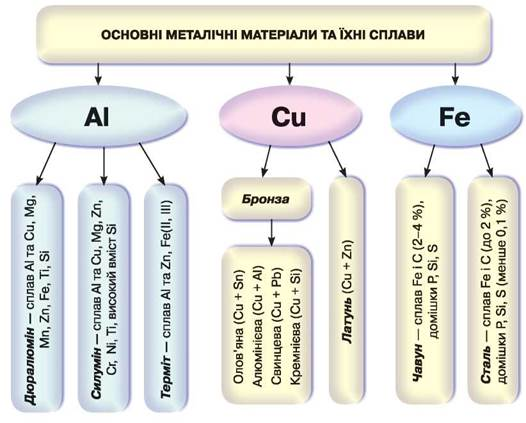 ОСНОВНІ МЕТАЛІЧНІ МАТЕРІАЛИ ТА ЇХНІ СПЛАВИ
Al
Cu
Fe
Дюралюмін — сплав Al та Cu, Mg,
Mn, Zn, Fe, Ti, Si
Силумін — сплав Al та Cu, Mg, Zn,
Cr, Ni, Ti, високий вміст Si
Терміт — сплав Al та Zn, Fe(II, III)
Бронза
Олов'яна (Cu + Sn)
Алюмінієва (Cu + Al)
Свинцева (Cu + Pb)
Кремнієва (Cu + Si)
Латунь (Cu + Zn)
Чавун — сплав Fe і C (2–4 %),
домішки P, Si, S
Сталь — сплав Fe і C (до 2 %),
домішки P, Si, S (менше 0,1 %)